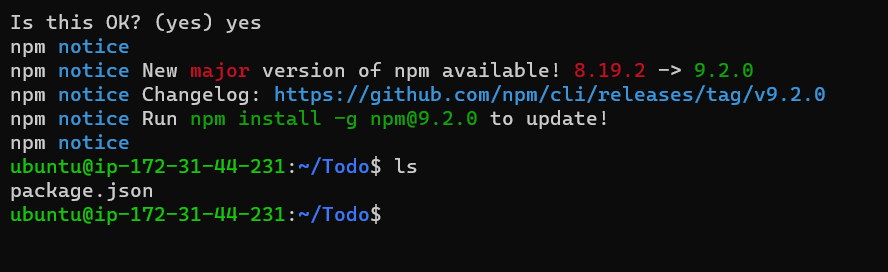 Is this OK? (yes) yes
npm notice
npm notice New major version of npm available! 8.19.2 -> 9.2.0
npm notice Changelog: https://github.com/npm/cli/releases/tag/v9.2.0
npm notice Run npm install -g npm@9.2.0 to update!
npm notice
ubuntu@ip-172-31-44-231:~/Todo$ ls
package.json
ubuntu@ip-172-31-44-231:~/Todo$